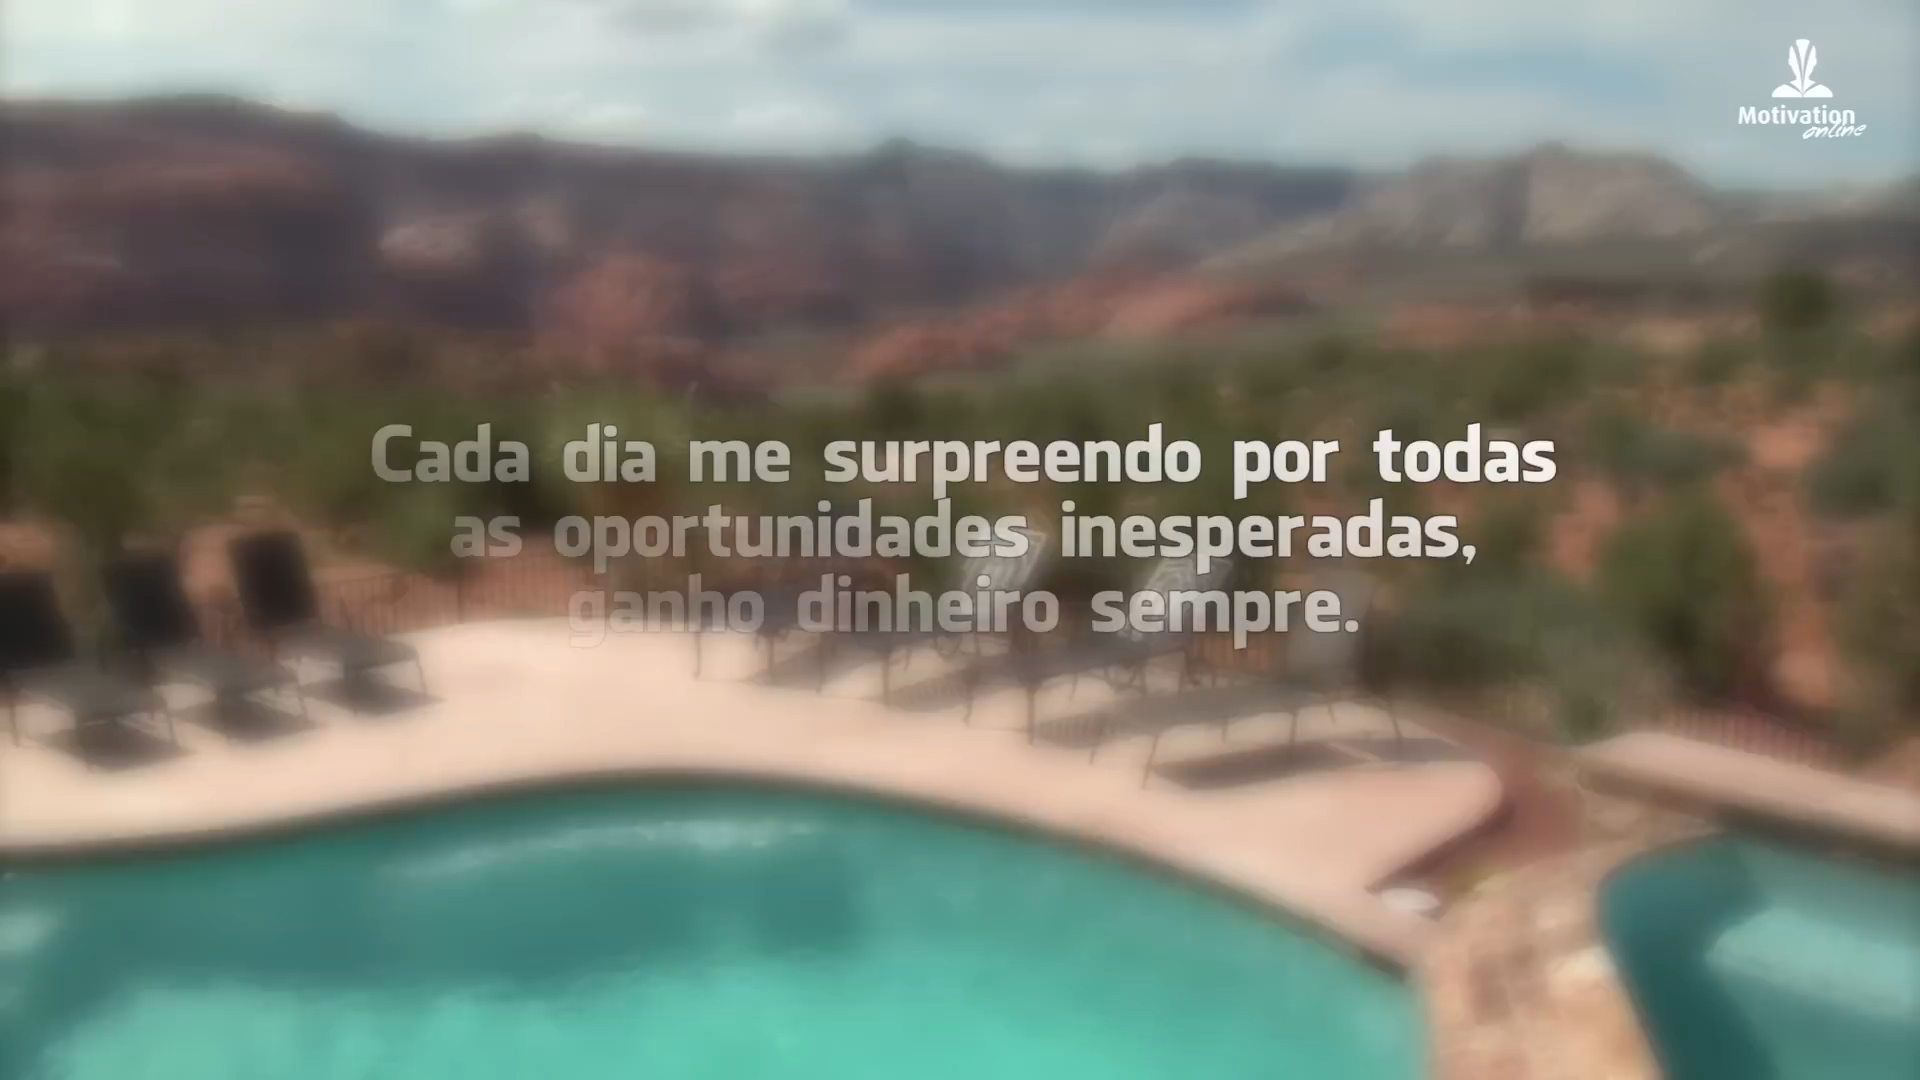 Motivation
online
Cada dia me surpreendo por todas
as oportunidades inesperadas,
ganho dinheiro sempre.